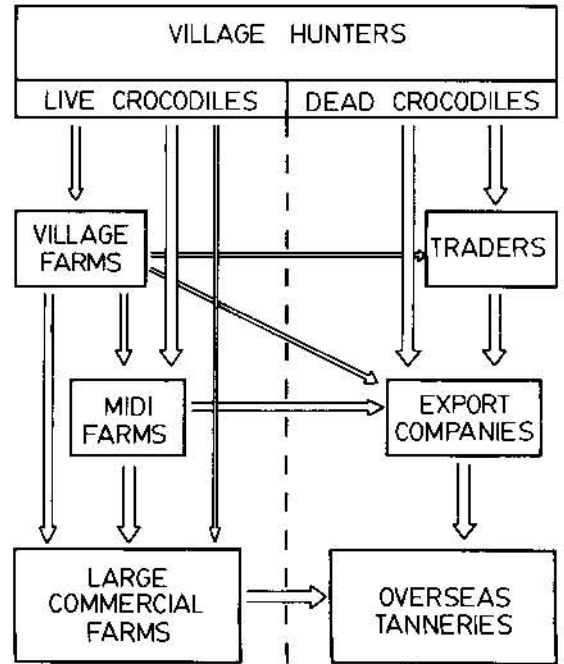 VILLAGE HUNTERS
LIVE CROCODILES
DEAD CROCODILES
VILLAGE
FARMS
TRADERS
MIDI
FARMS
EXPORT
COMPANIES
LARGE
COMMERCIAL
FARMS
OVERSEAS
TANNERIES